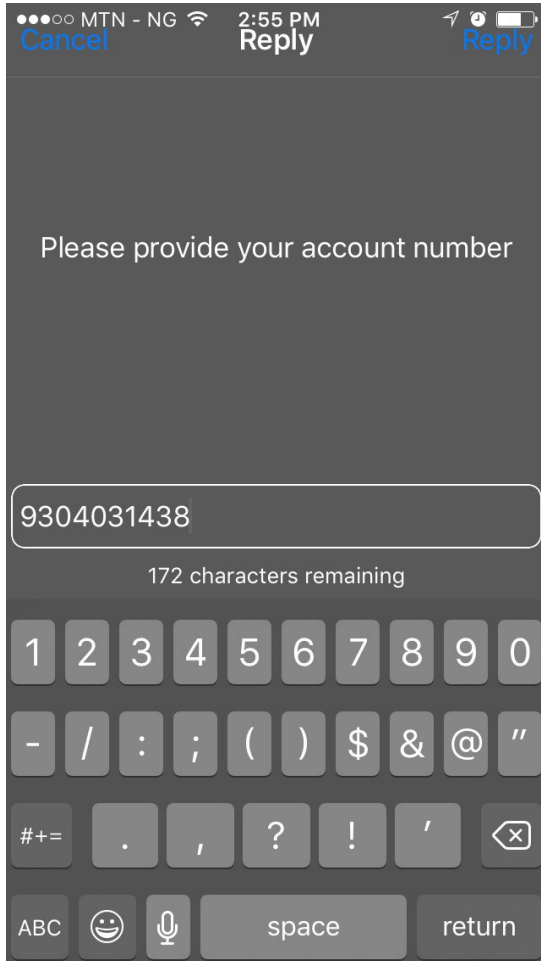 MTN - NG 2:55 PM
Cancel Reply Reply
Please provide your account number
9304031438
172 characters remaining
1 2 3 4 5 6 7 8 9 0
- / : ; ( ) $ & @ "
#+= . , ? ! '
ABC space return